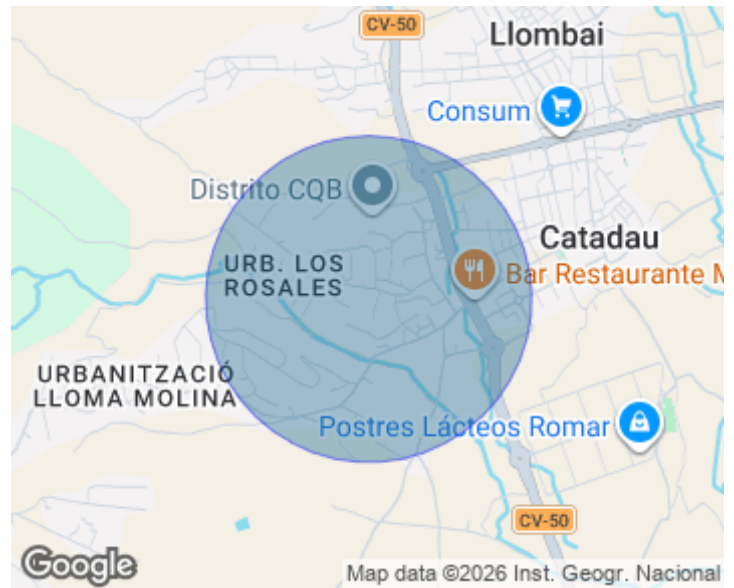 CV-50
Llombai
Consum
Distrito CQB
Catadau
URB. LOS
ROSALES
Bar Restaurante M
URBANITZACIÓ
LLOMA MOLINA
Postres Lácteos Romar
CV-50
Google
Map data ©2026 Inst. Geogr. Nacional